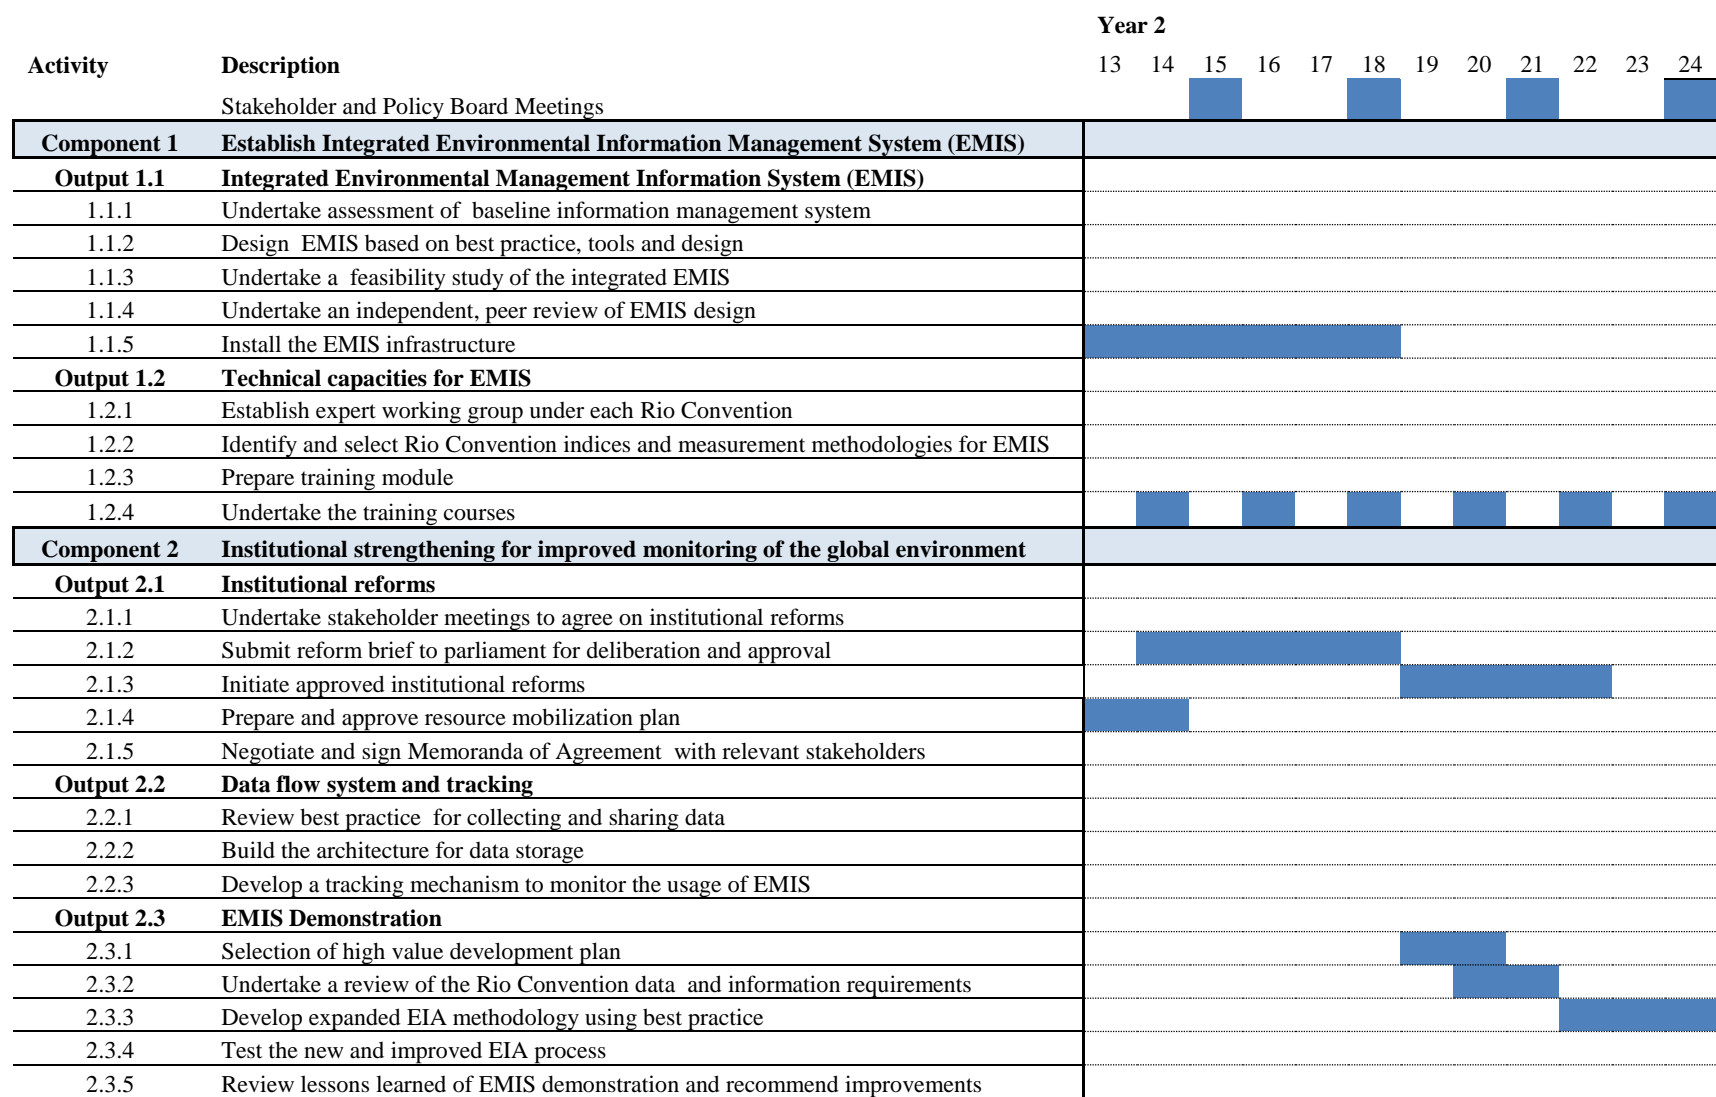 Year 2
Activity Description 13 14 15 16 17 18 19 20 21 22 23 24
Stakeholder and Policy Board Meetings
Component 1 Establish Integrated Environmental Information Management System (EMIS)
Output 1.1 Integrated Environmental Management Information System (EMIS)
1.1.1 Undertake assessment of baseline information management system
1.1.2 Design EMIS based on best practice, tools and design
1.1.3 Undertake a feasibility study of the integrated EMIS
1.1.4 Undertake an independent, peer review of EMIS design
1.1.5 Install the EMIS infrastructure
Output 1.2 Technical capacities for EMIS
1.2.1 Establish expert working group under each Rio Convention
1.2.2 Identify and select Rio Convention indices and measurement methodologies for EMIS
1.2.3 Prepare training module
1.2.4 Undertake the training courses
Component 2 Institutional strengthening for improved monitoring of the global environment
Output 2.1 Institutional reforms
2.1.1 Undertake stakeholder meetings to agree on institutional reforms
2.1.2 Submit reform brief to parliament for deliberation and approval
2.1.3 Initiate approved institutional reforms
2.1.4 Prepare and approve resource mobilization plan
2.1.5 Negotiate and sign Memoranda of Agreement with relevant stakeholders
Output 2.2 Data flow system and tracking
2.2.1 Review best practice for collecting and sharing data
2.2.2 Build the architecture for data storage
2.2.3 Develop a tracking mechanism to monitor the usage of EMIS
Output 2.3 EMIS Demonstration
2.3.1 Selection of high value development plan
2.3.2 Undertake a review of the Rio Convention data and information requirements
2.3.3 Develop expanded EIA methodology using best practice
2.3.4 Test the new and improved EIA process
2.3.5 Review lessons learned of EMIS demonstration and recommend improvements